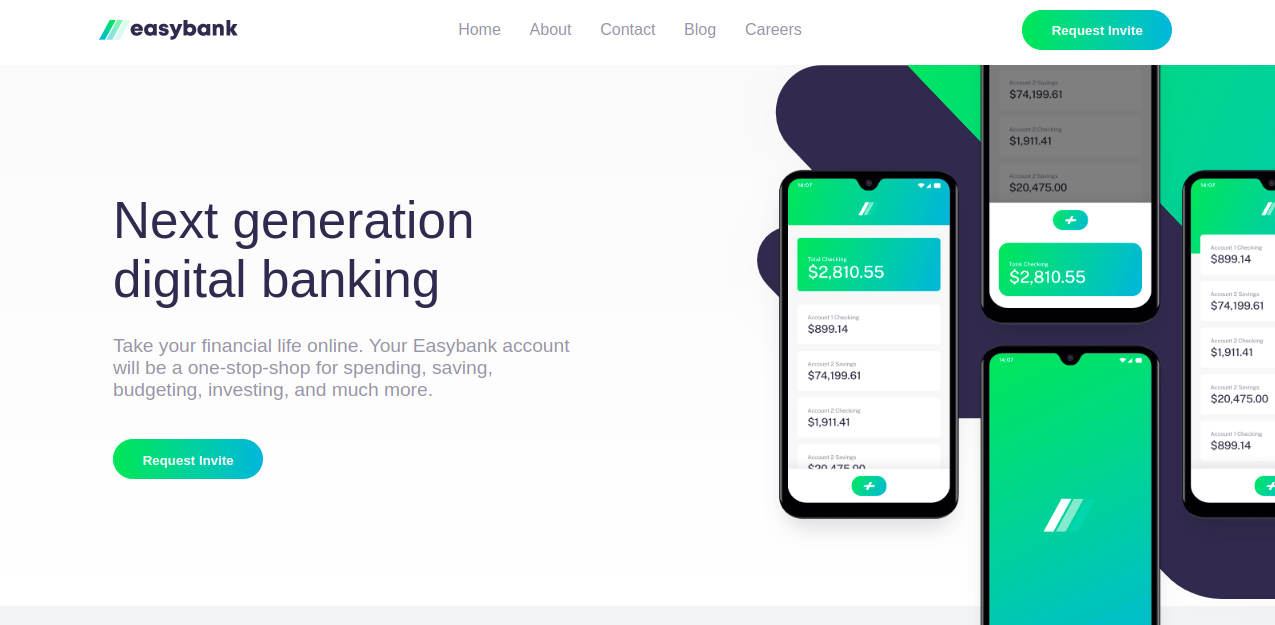 easybank
Home
About
Contact
Blog
Careers
Request Invite
Next generation
digital banking
Take your financial life online. Your Easybank account
will be a one-stop-shop for spending, saving,
budgeting, investing, and much more.
Request Invite
14:07
Total Checking
$2,810.55
Account 1 Checking
$899.14
Account 2 Savings
$74,199.61
Account 2 Checking
$1,911.41
Account 2 Savings
$20,475.00
Account 2 Savings
$74,199.61
Account 2 Checking
$1,911.41
Account 2 Savings
$20,475.00
Total Checking
$2,810.55
14:07
14:07
Account 1 Checking
$899.14
Account 2 Savings
$74,199.61
Account 2 Checking
$1,911.41
Account 2 Savings
$20,475.00
Account 1 Checking
$899.14